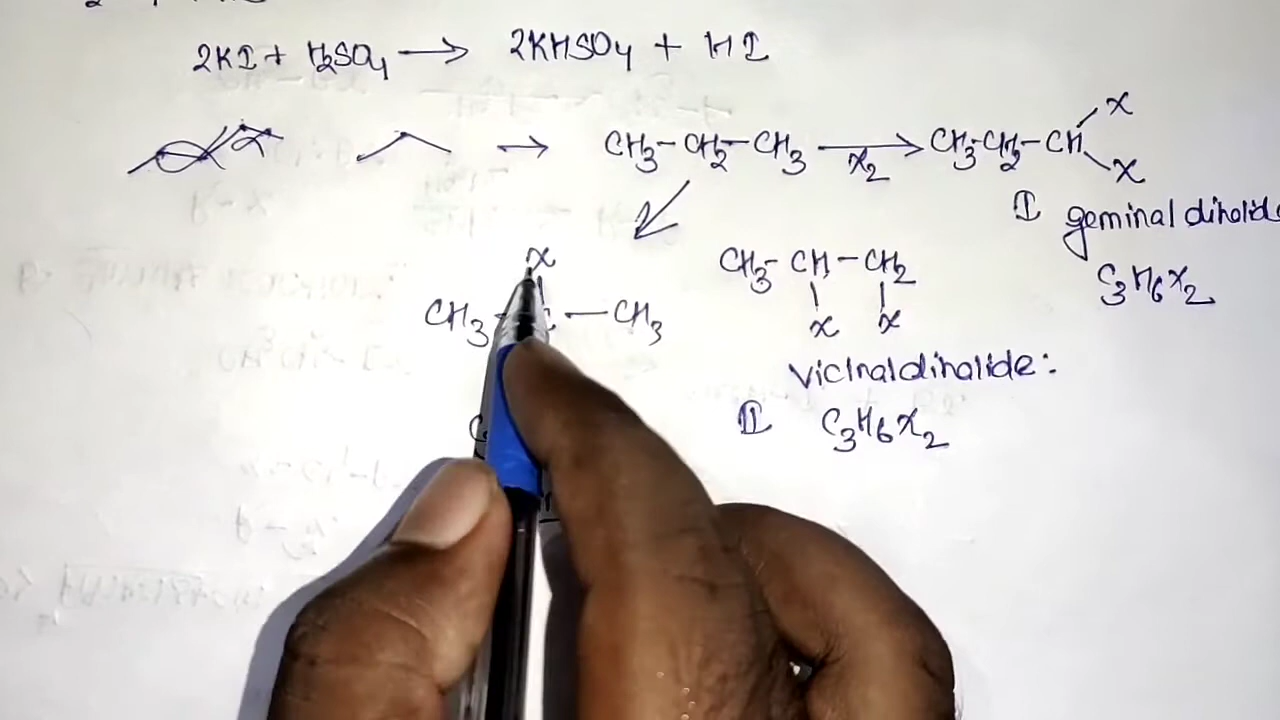 2KI + H2SO4 → 2KHSO4 + HI
→ CH3-CH2-CH3 X2→ CH3-CH2-CH X X
I geminal dihalide
C3H6X2
X
CH3 C — CH3
CH3-CH-CH2
X X
Vicinaldihalide:
II C3H6X2